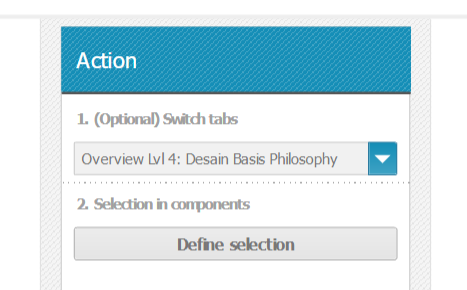 Action
1. (Optional) Switch tabs
Overview Lvl 4: Desain Basis Philosophy
2. Selection in components
Define selection